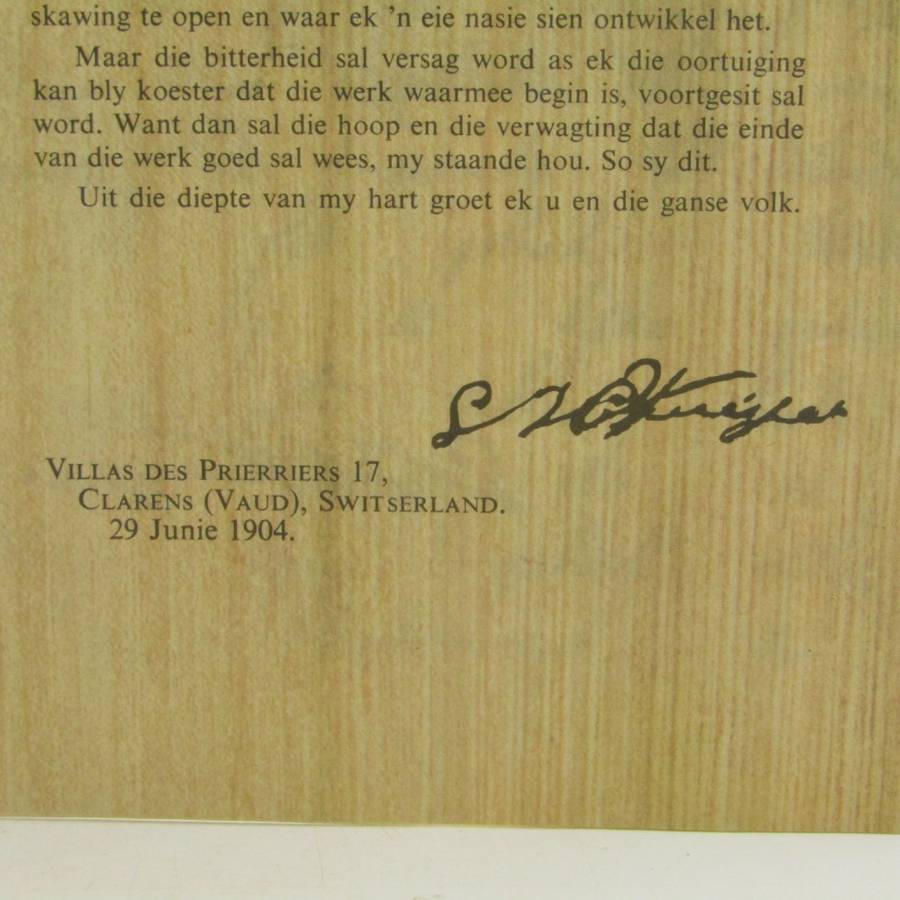 skawing te open en waar ek 'n eie nasie sien ontwikkel het.
Maar die bitterheid sal versag word as ek die oortuiging
kan bly koester dat die werk waarmee begin is, voortgesit sal
word. Want dan sal die hoop en die verwagting dat die einde
van die werk goed sal wees, my staande hou. So sy dit.
Uit die diepte van my hart groet ek u en die ganse volk.
VILLAS DES PRIERRIERS 17,
CLARENS (VAUD), SWITSERLAND.
29 Junie 1904.